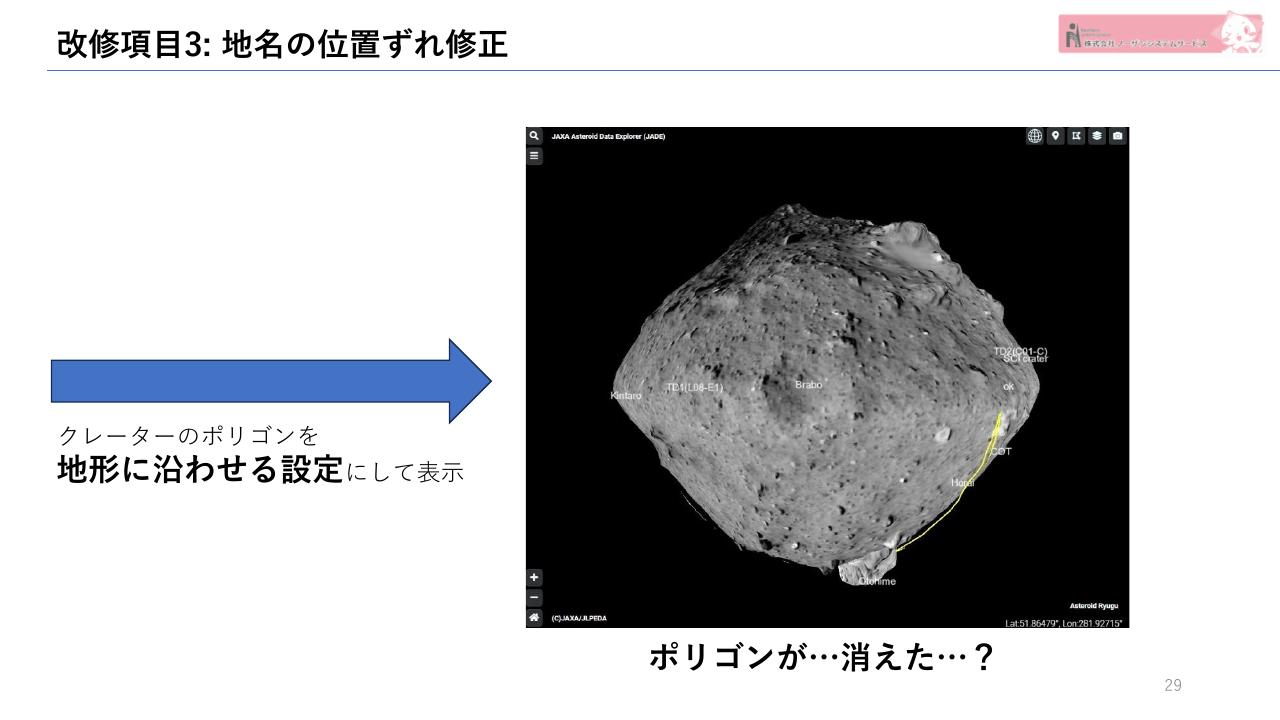 改修項目3: 地名の位置ずれ修正
株式会社 ノーザンシステムサービス
JAXA Asteroid Data Explorer (JADE)
TD2(C01-C)
SCI crater
TD1(L08-E1)
Brabo
ok
Kintaro
クレーターのポリゴンを
地形に沿わせる設定にして表示
COT
Horai
Otohime
Asteroid Ryugu
(C)JAXA/JLPEDA
Lat:51.86479°, Lon:281.92715°
ポリゴンが…消えた…？
29